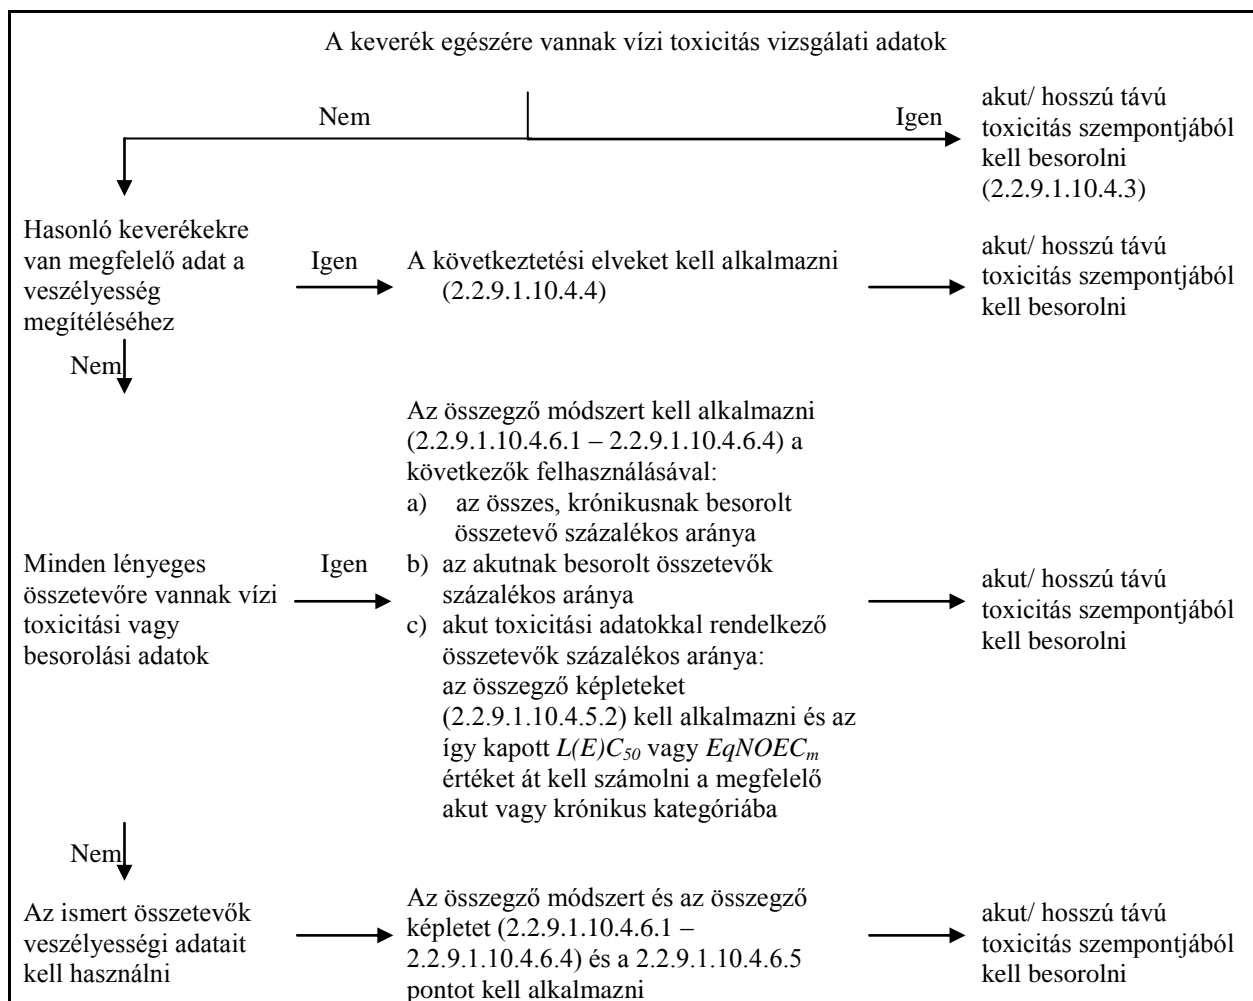 A keverék egészére vannak vízi toxicitás vizsgálati adatok
Nem
Igen
akut/ hosszú távú
toxicitás szempontjából
kell besorolni
(2.2.9.1.10.4.3)
Hasonló keverékekre
van megfelelő adat a
veszélyesség
megítéléséhez
Igen
A következtetési elveket kell alkalmazni
(2.2.9.1.10.4.4)
akut/ hosszú távú
toxicitás szempontjából
kell besorolni
Nem
Minden lényeges
összetevőre vannak vízi
toxicitási vagy
besorolási adatok
Igen
Az összegző módszert kell alkalmazni
(2.2.9.1.10.4.6.1 – 2.2.9.1.10.4.6.4) a
következők felhasználásával:
a) az összes, krónikusnak besorolt
összetevő százalékos aránya
b) az akutnak besorolt összetevők
százalékos aránya
c) akut toxicitási adatokkal rendelkező
összetevők százalékos aránya:
az összegző képleteket
(2.2.9.1.10.4.5.2) kell alkalmazni és az
így kapott L(E)C50 vagy EqNOECm
értéket át kell számolni a megfelelő
akut vagy krónikus kategóriába
akut/ hosszú távú
toxicitás szempontjából
kell besorolni
Nem
Az ismert összetevők
veszélyességi adatait
kell használni
Az összegző módszert és az összegző
képletet (2.2.9.1.10.4.6.1 –
2.2.9.1.10.4.6.4) és a 2.2.9.1.10.4.6.5
pontot kell alkalmazni
akut/ hosszú távú
toxicitás szempontjából
kell besorolni